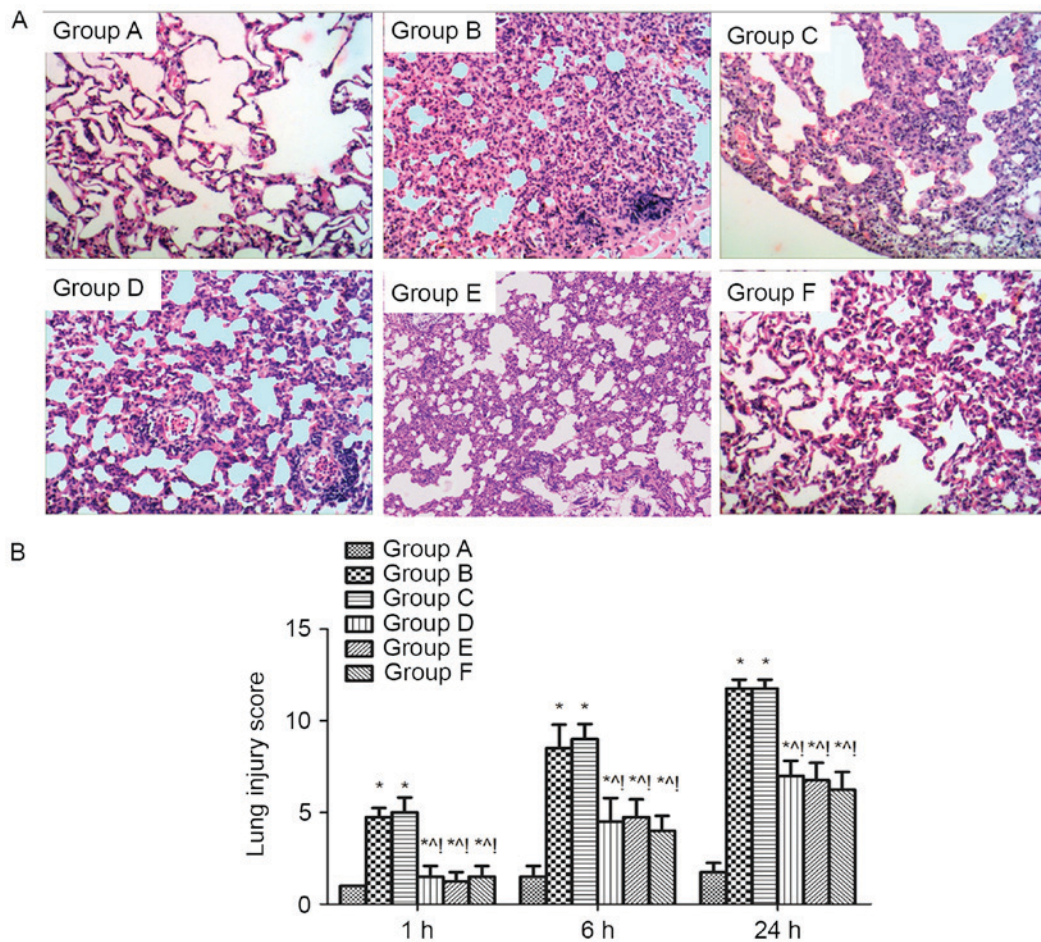 A
Group A
Group B
Group C
Group D
Group E
Group F
B
Group A
Group B
Group C
Group D
Group E
Group F
Lung injury score
15
10
5
0
* * *^! *^! *^!
* * *^! *^! *^!
* * *^! *^! *^!
1 h 6 h 24 h